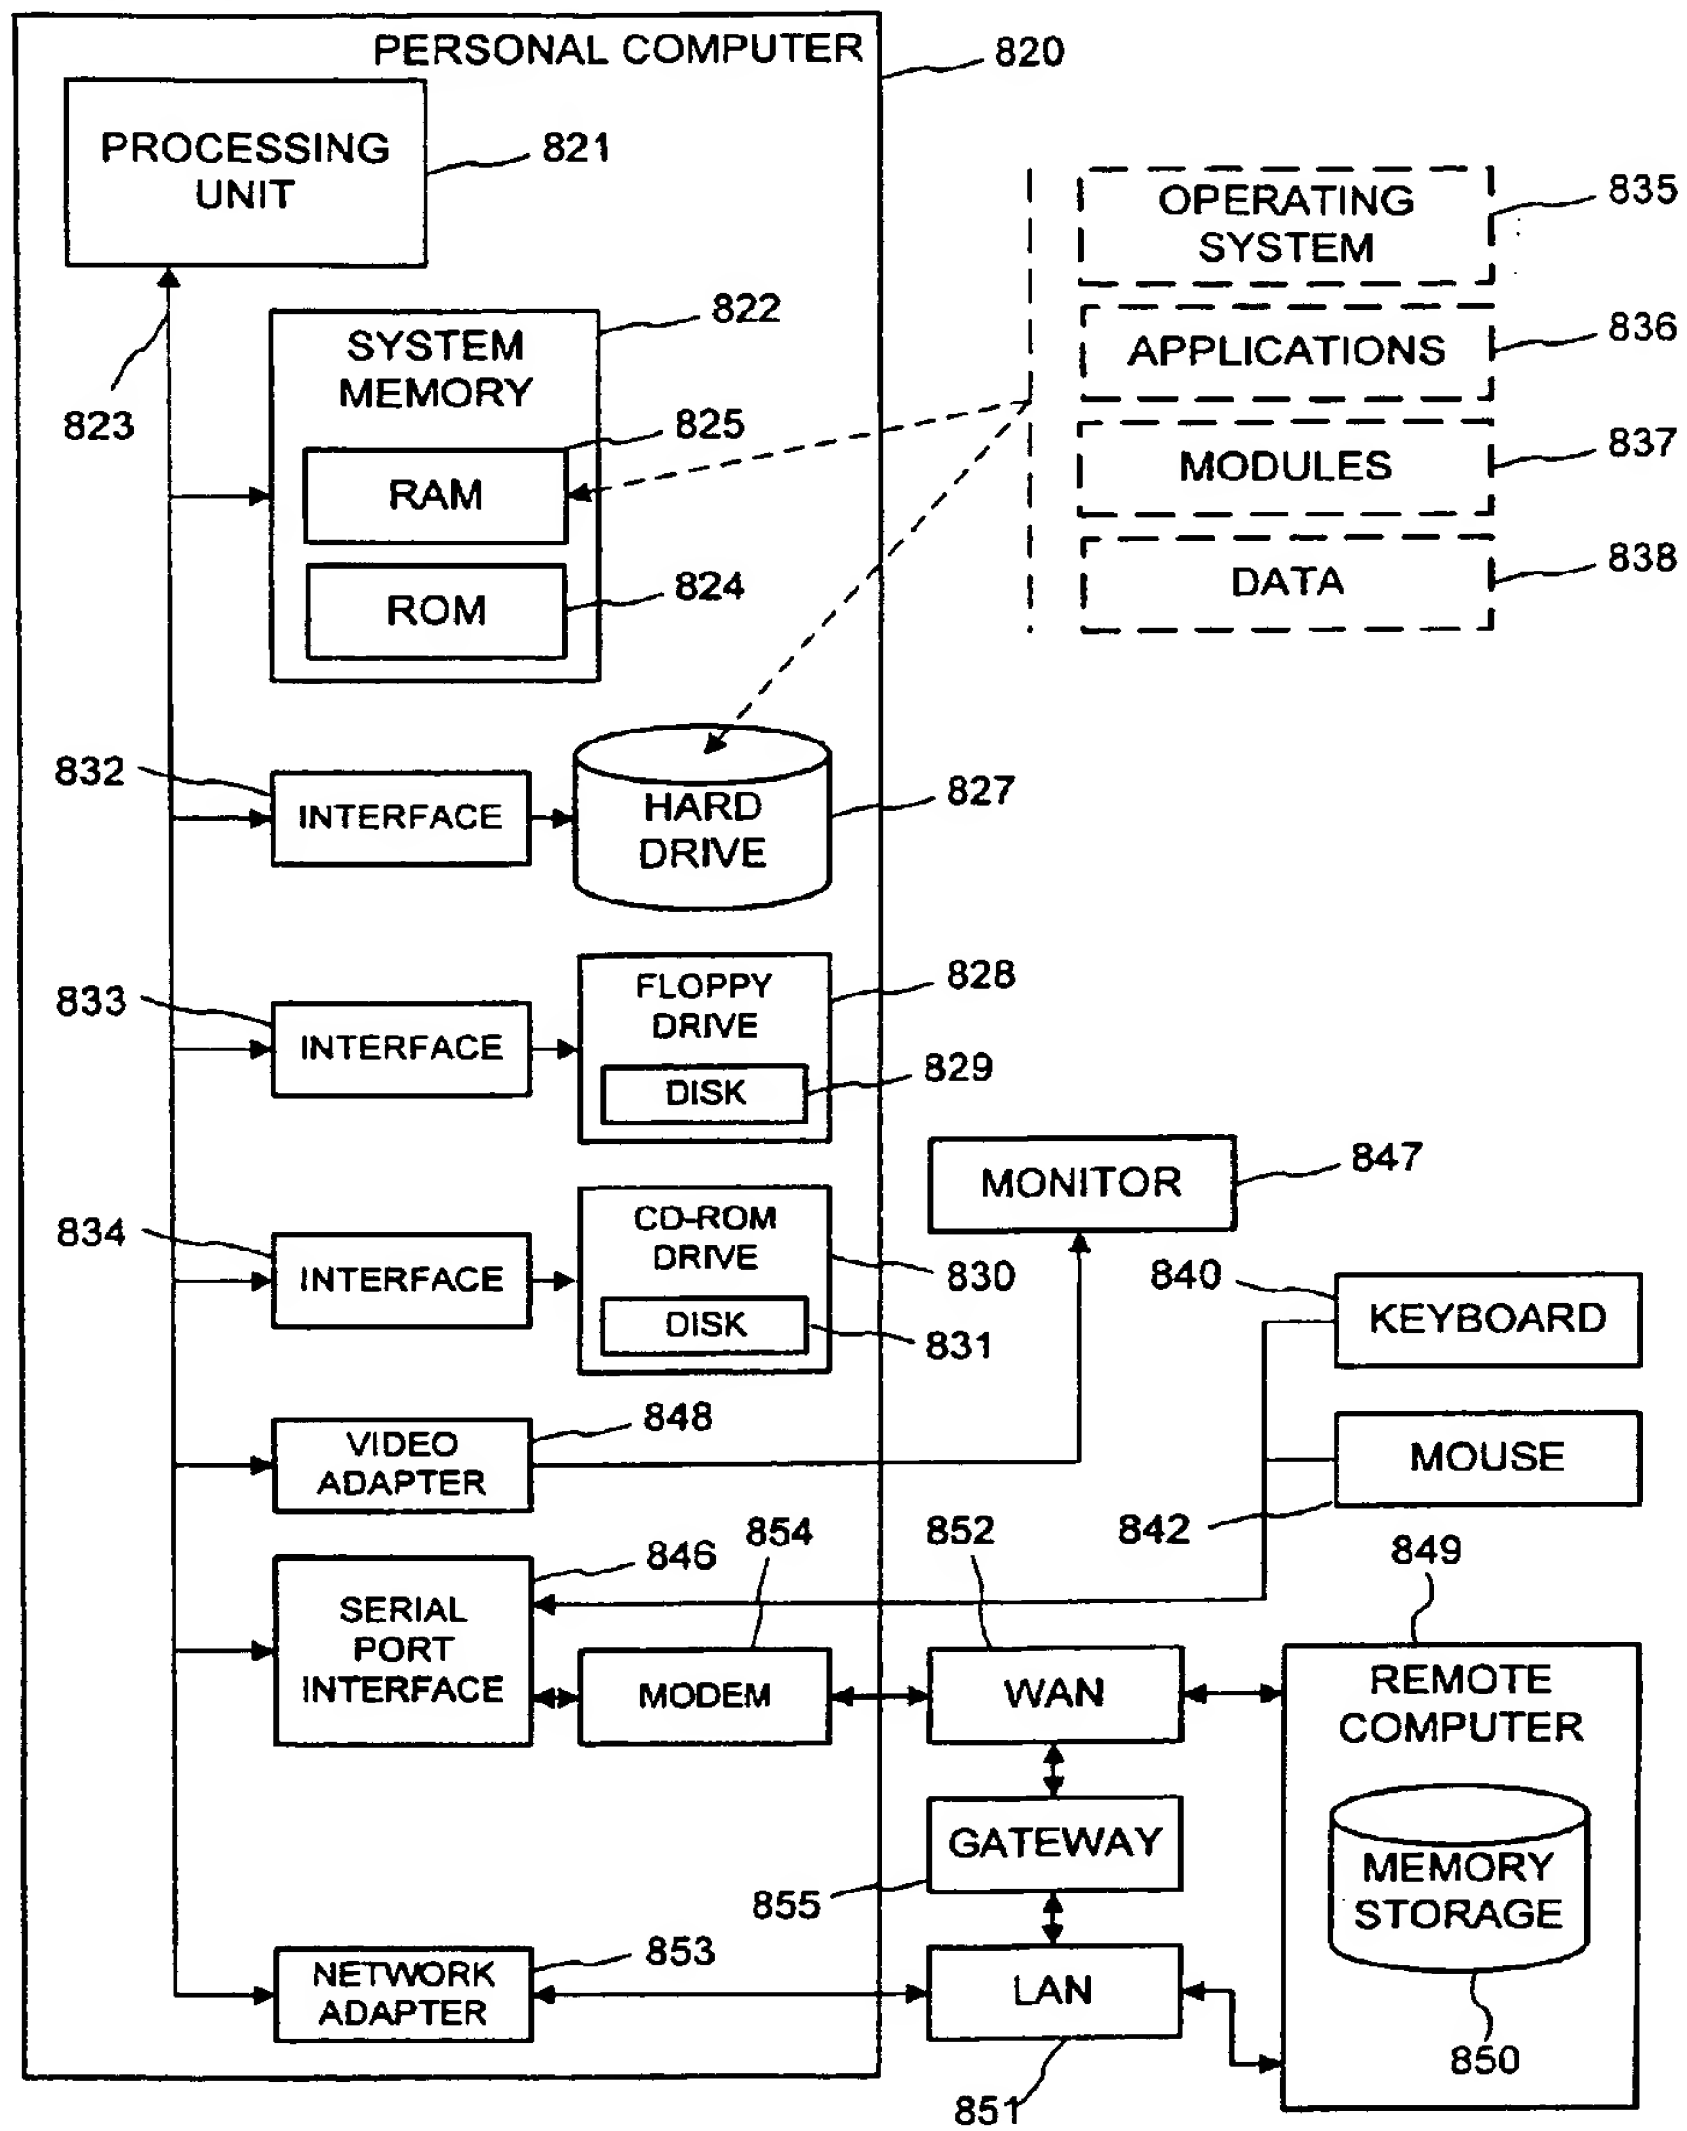 PERSONAL COMPUTER
820
PROCESSING
UNIT
821
823
SYSTEM
MEMORY
822
RAM
825
ROM
824
OPERATING
SYSTEM
835
APPLICATIONS
836
MODULES
837
DATA
838
832
INTERFACE
HARD
DRIVE
827
833
INTERFACE
FLOPPY
DRIVE
828
DISK
829
834
INTERFACE
CD-ROM
DRIVE
830
DISK
831
MONITOR
847
840
KEYBOARD
MOUSE
842
VIDEO
ADAPTER
848
SERIAL
PORT
INTERFACE
846
854
MODEM
852
WAN
849
REMOTE
COMPUTER
MEMORY
STORAGE
850
GATEWAY
855
NETWORK
ADAPTER
853
LAN
851